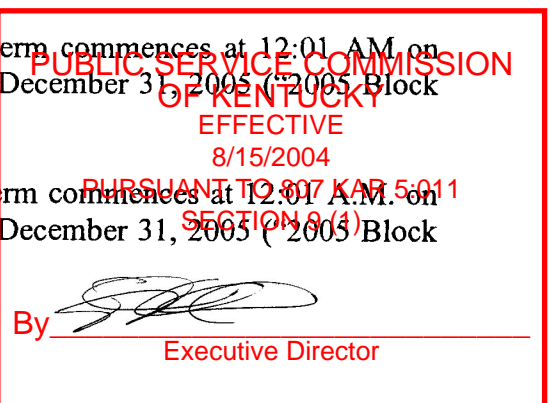 erm commences at 12:01 AM on
PUBLIC SERVICE COMMISSION
December 31, 2005 ("2005 Block
OF KENTUCKY
EFFECTIVE
8/15/2004
rm commences at 12:01 A.M. on
PURSUANT TO 807 KAR 5:011
December 31, 2005 ("2005 Block
SECTION 9 (1)
By
Executive Director